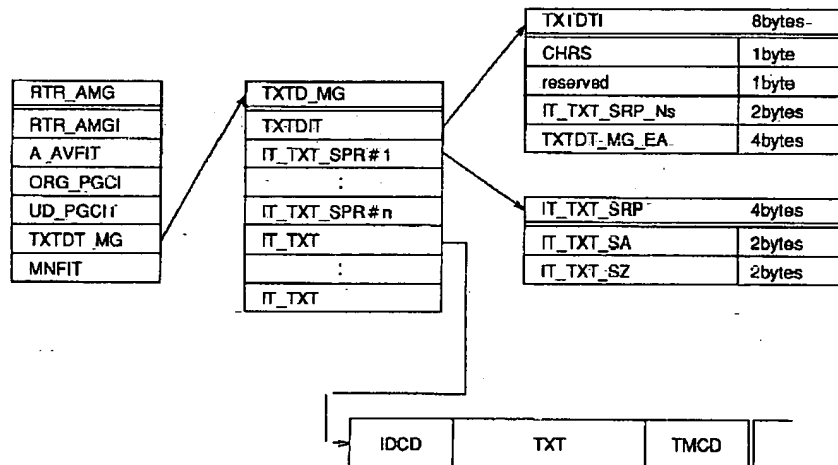 RTR_AMG
RTR_AMGI
A_AVFIT
ORG_PGCI
UD_PGCIT
TXTDT_MG
MNFIT
TXTD_MG
TXTDIT
IT_TXT_SPR#1
:
IT_TXT_SPR#n
IT_TXT
:
IT_TXT
TXTDTI 8bytes
CHRS 1byte
reserved 1byte
IT_TXT_SRP_Ns 2bytes
TXTDT_MG_EA 4bytes
IT_TXT_SRP 4bytes
IT_TXT_SA 2bytes
IT_TXT_SZ 2bytes
IDCD TXT TMCD